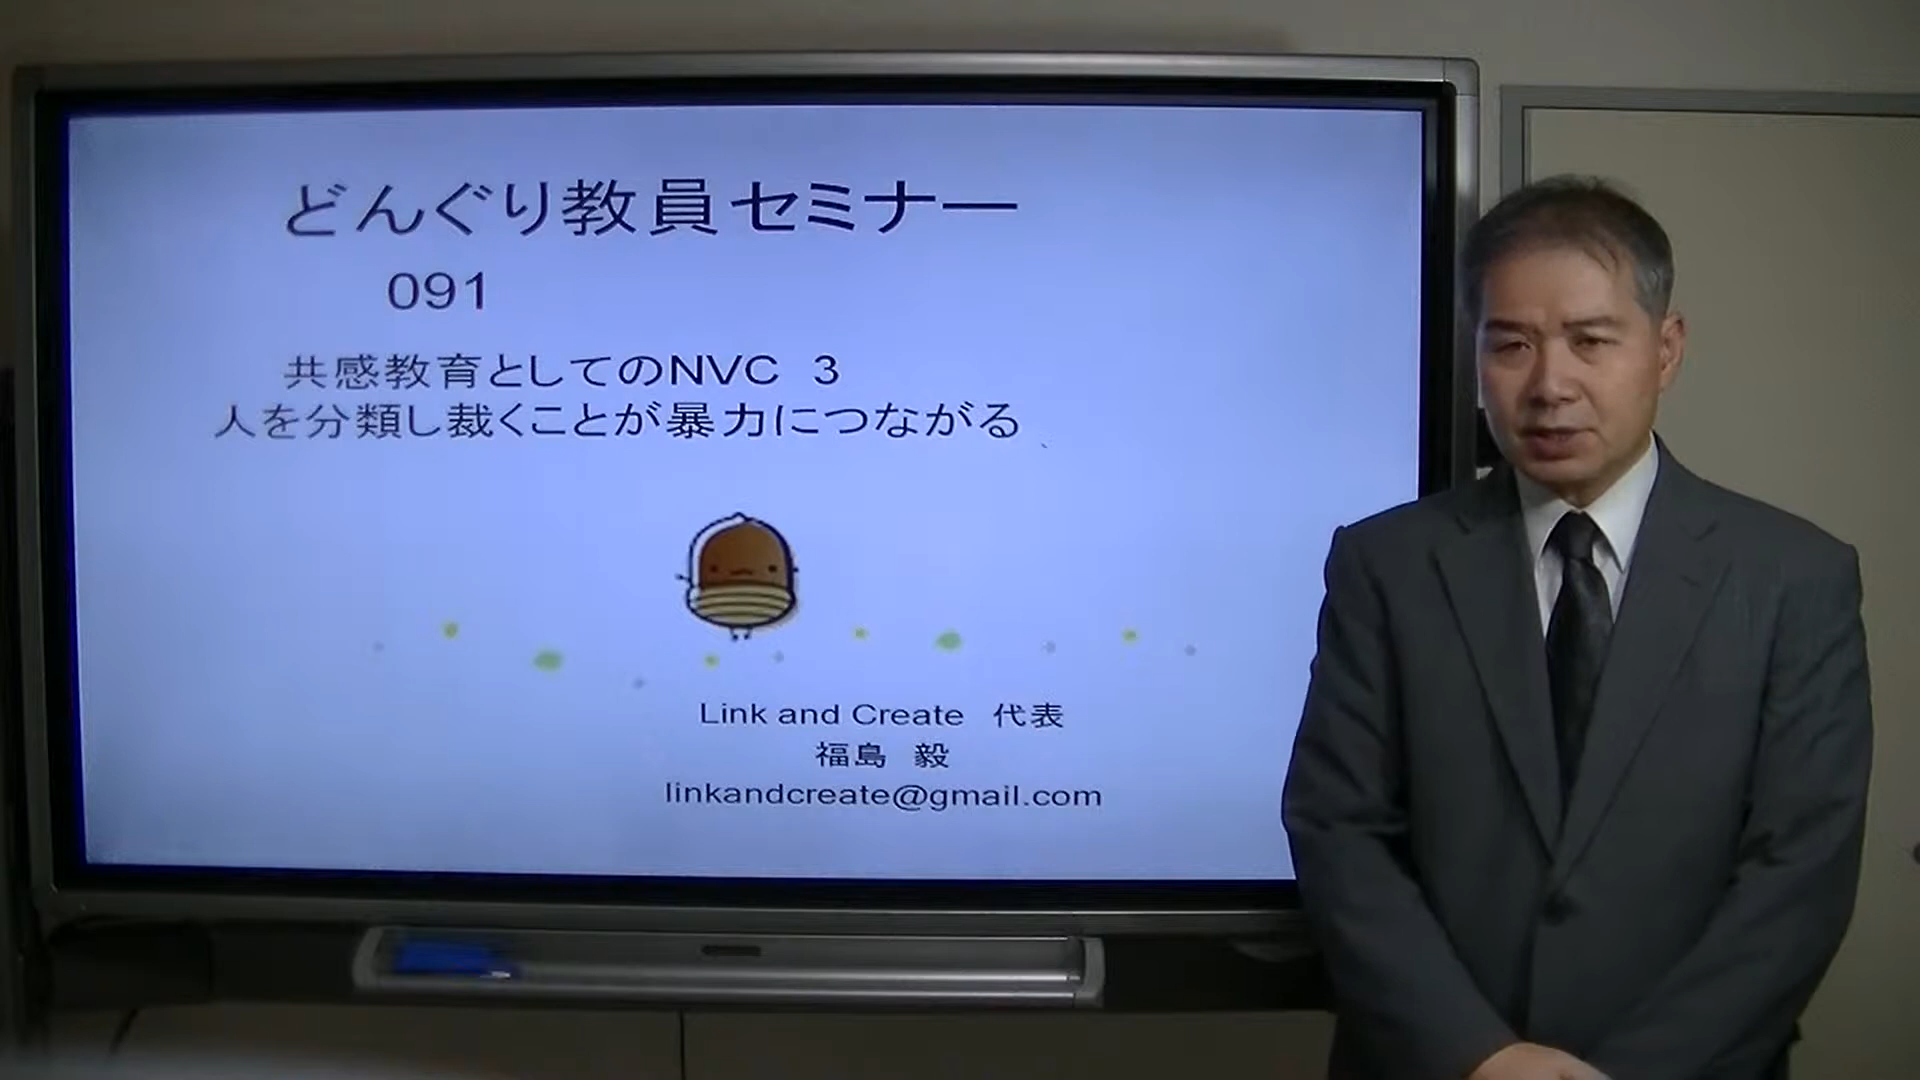 どんぐり教員セミナー
091
共感教育としてのNVC 3
人を分類し裁くことが暴力につながる
Link and Create 代表
福島 毅
linkandcreate@gmail.com